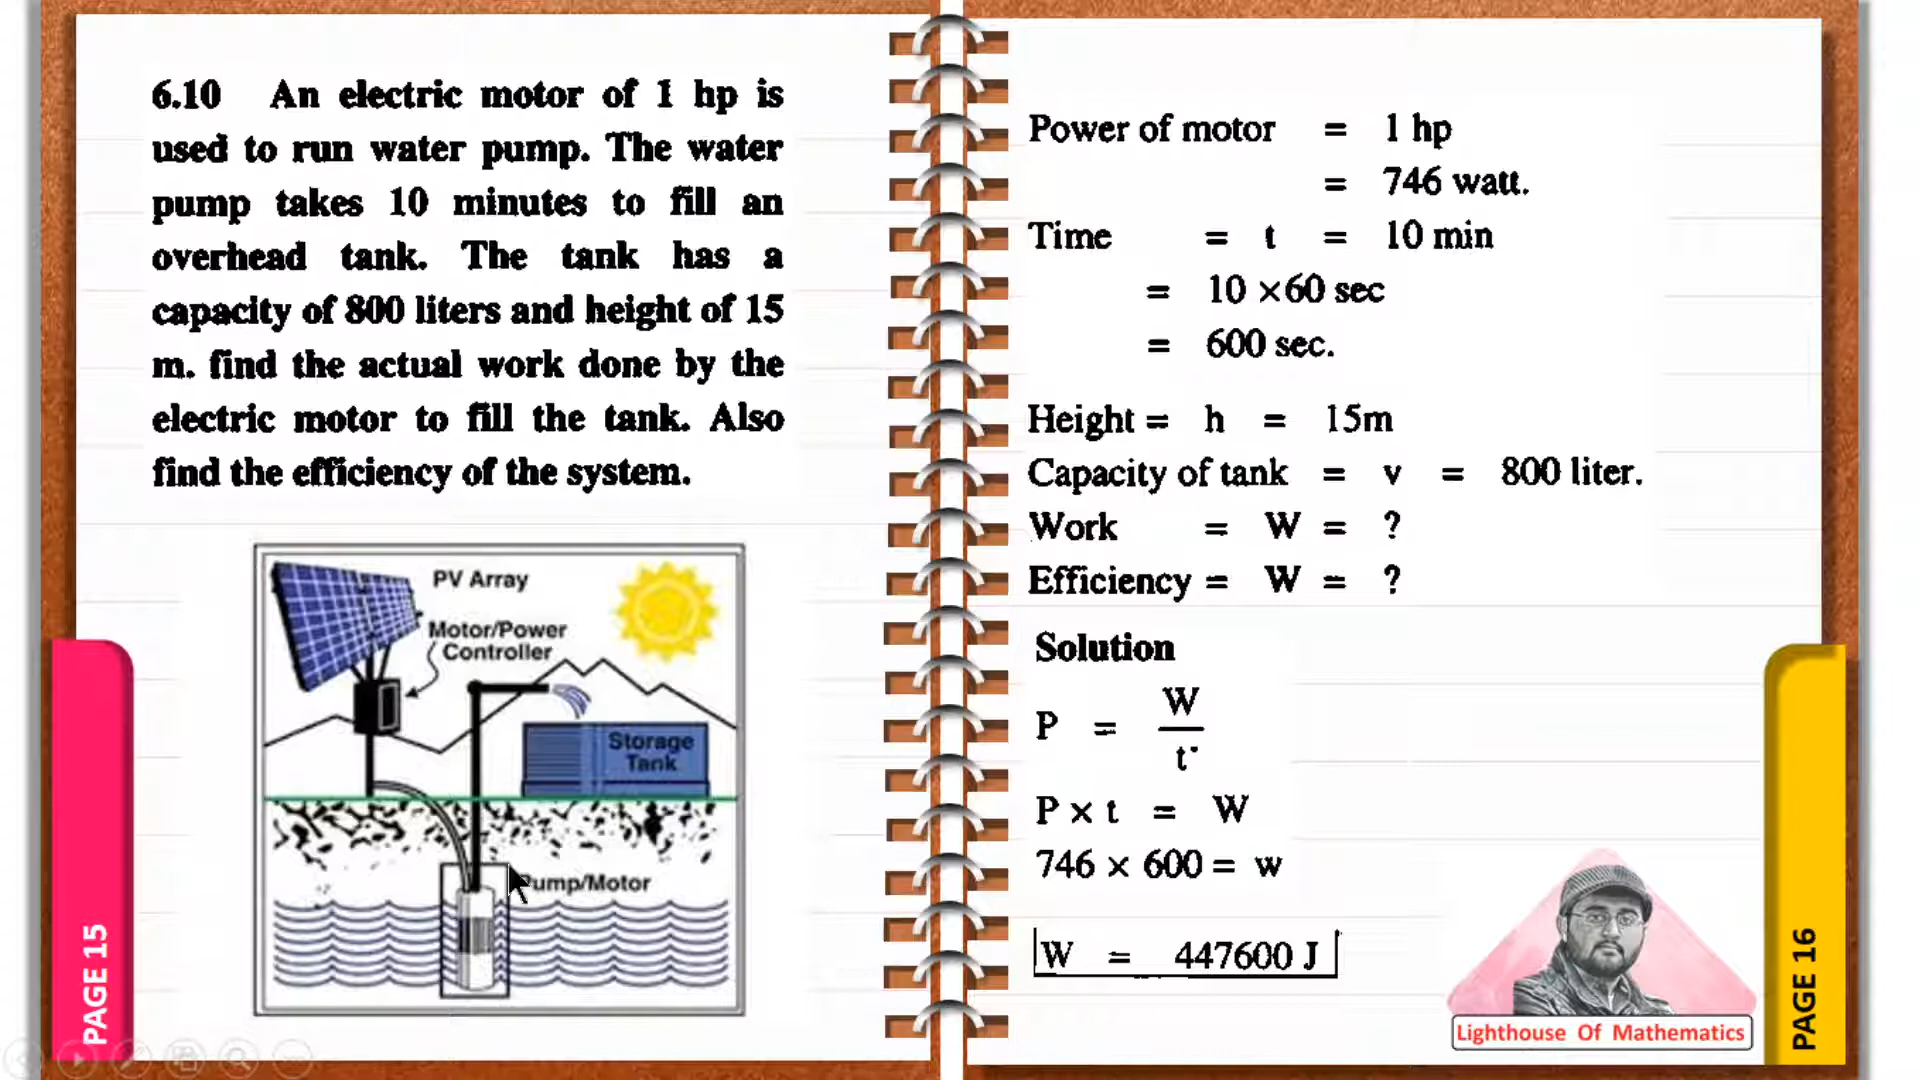 6.10 An electric motor of 1 hp is
used to run water pump. The water
pump takes 10 minutes to fill an
overhead tank. The tank has a
capacity of 800 liters and height of 15
m. find the actual work done by the
electric motor to fill the tank. Also
find the efficiency of the system.
PV Array
Motor/Power
Controller
Storage
Tank
Pump/Motor
PAGE 15
Power of motor = 1 hp
= 746 watt.
Time = t = 10 min
= 10 ×60 sec
= 600 sec.
Height = h = 15m
Capacity of tank = v = 800 liter.
Work = W = ?
Efficiency = W = ?
Solution
P = W
t
P × t = W
746 × 600 = w
W = 447600 J
Lighthouse Of Mathematics
PAGE 16